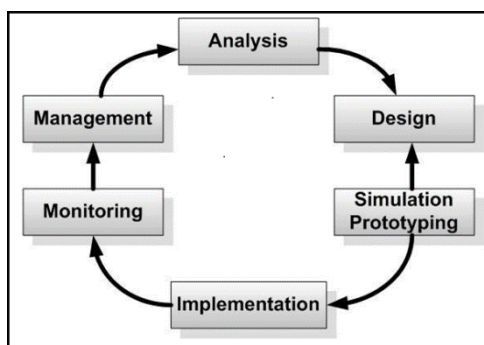 Analysis
Management
Design
Monitoring
Simulation
Prototyping
Implementation